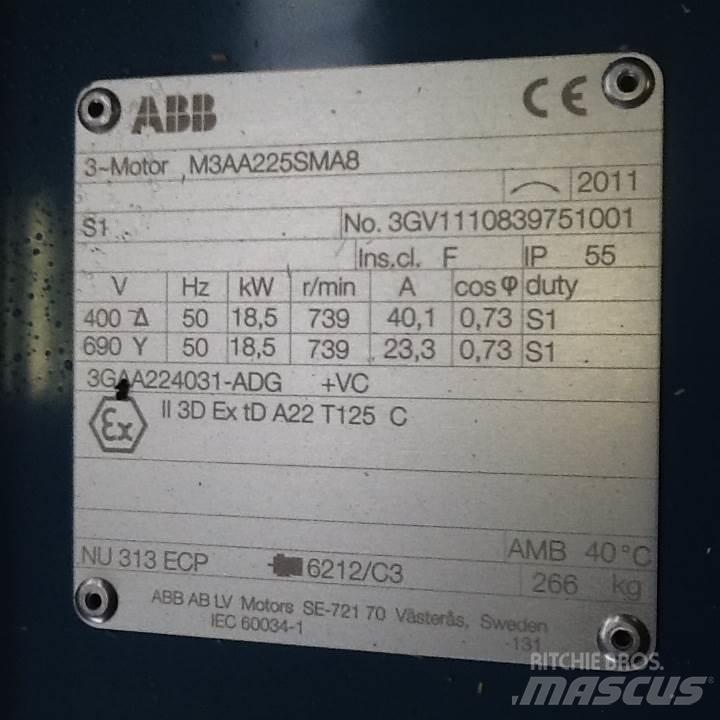 ABB CE
3~Motor M3AA225SMA8
2011
S1 No. 3GV1110839751001
Ins.cl. F IP 55
V Hz kW r/min A cos φ duty
400 Δ 50 18,5 739 40,1 0,73 S1
690 Y 50 18,5 739 23,3 0,73 S1
3GAA224031-ADG +VC
Ex II 3D Ex tD A22 T125 C
AMB 40°C
NU 313 ECP 6212/C3
266 kg
ABB AB LV Motors SE-721 70 Västerås, Sweden
IEC 60034-1 -131
RITCHIE BROS.
MASCUS